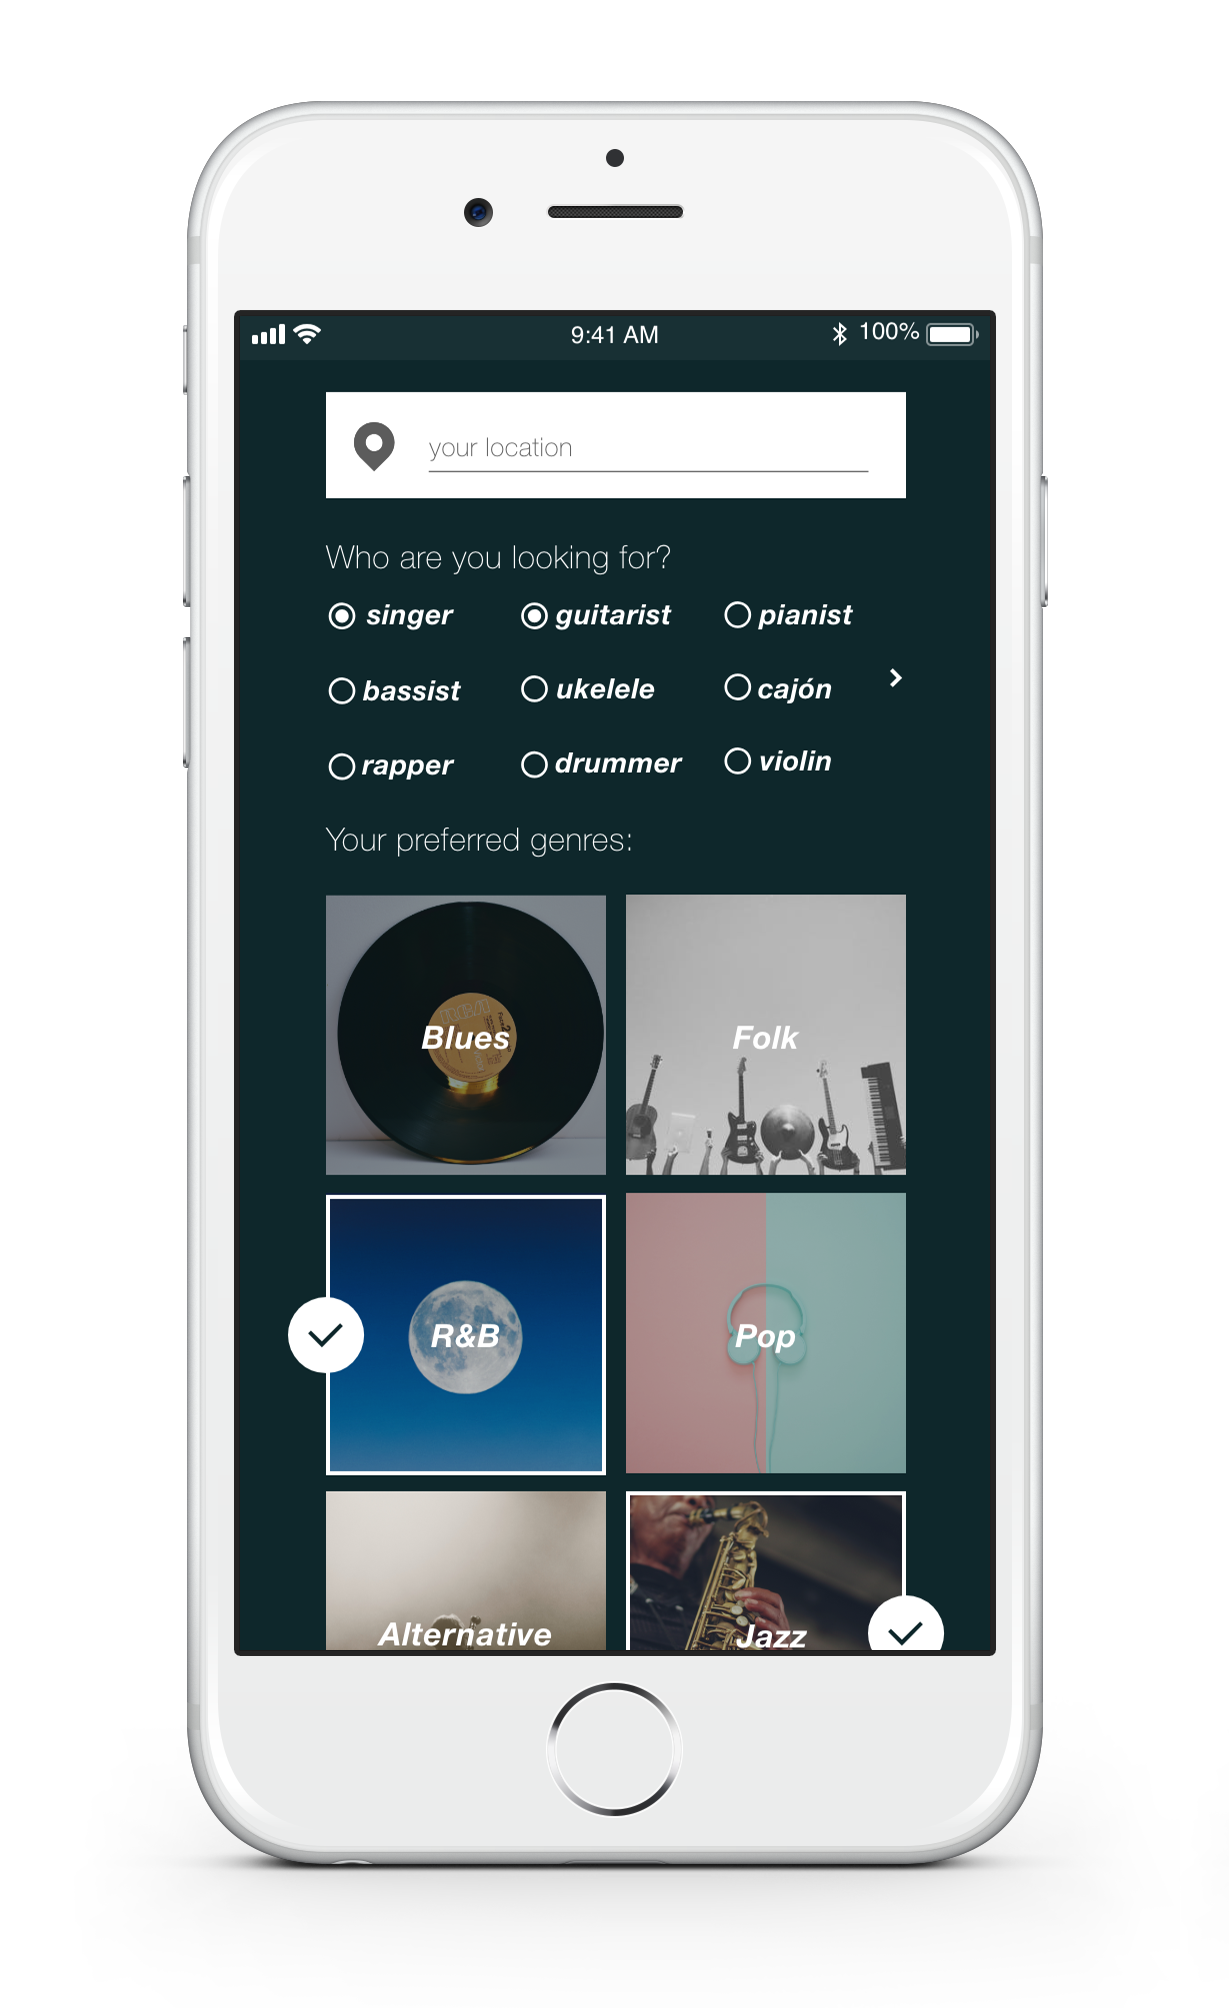 9:41 AM 100%
your location
Who are you looking for?
singer guitarist pianist
bassist ukelele cajón
rapper drummer violin
Your preferred genres:
Blues Folk
R&B Pop
Alternative Jazz